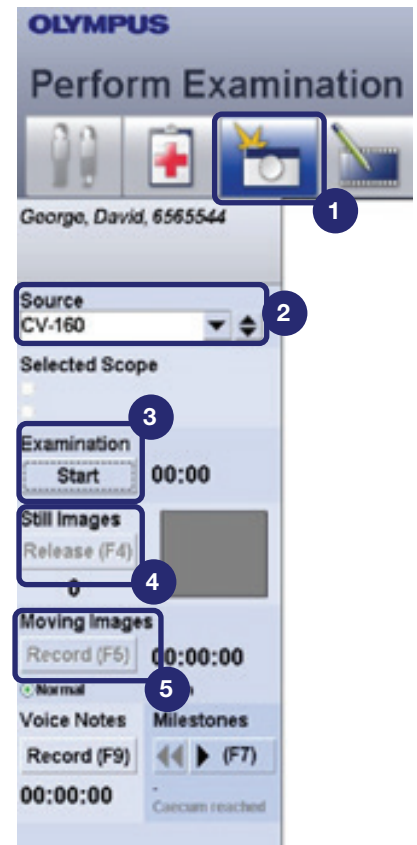 OLYMPUS
Perform Examination
1
George, David, 6565544
Source
2
CV-160
Selected Scope
3
Examination
Start 00:00
Still Images
Release (F4)
0
4
Moving Images
Record (F6) 00:00:00
Normal
5
Voice Notes Milestones
Record (F9) (F7)
00:00:00 -
Caecum reached